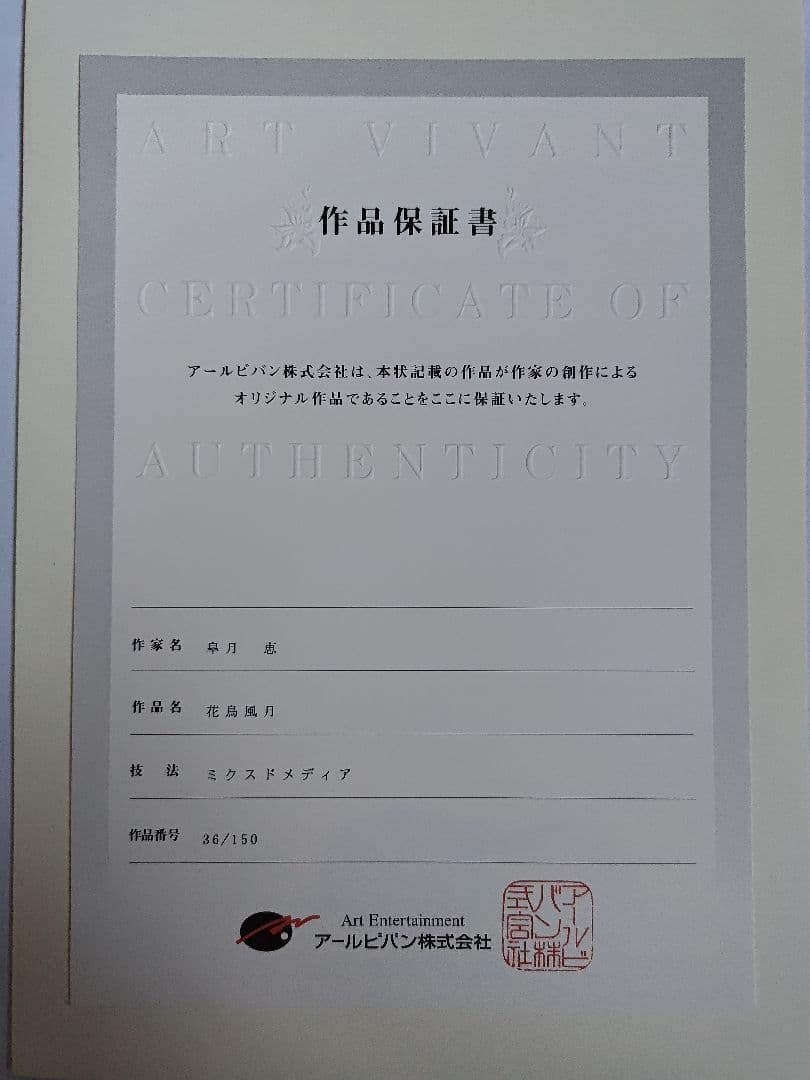 ART VIVANT
作品保証書
CERTIFICATE OF
アールビバン株式会社は、本状記載の作品が作家の創作による
オリジナル作品であることをここに保証いたします。
AUTHENTICITY
作家名 皐月 恵
作品名 花鳥風月
技法 ミクスドメディア
作品番号 36/150
Art Entertainment
アールビバン株式会社